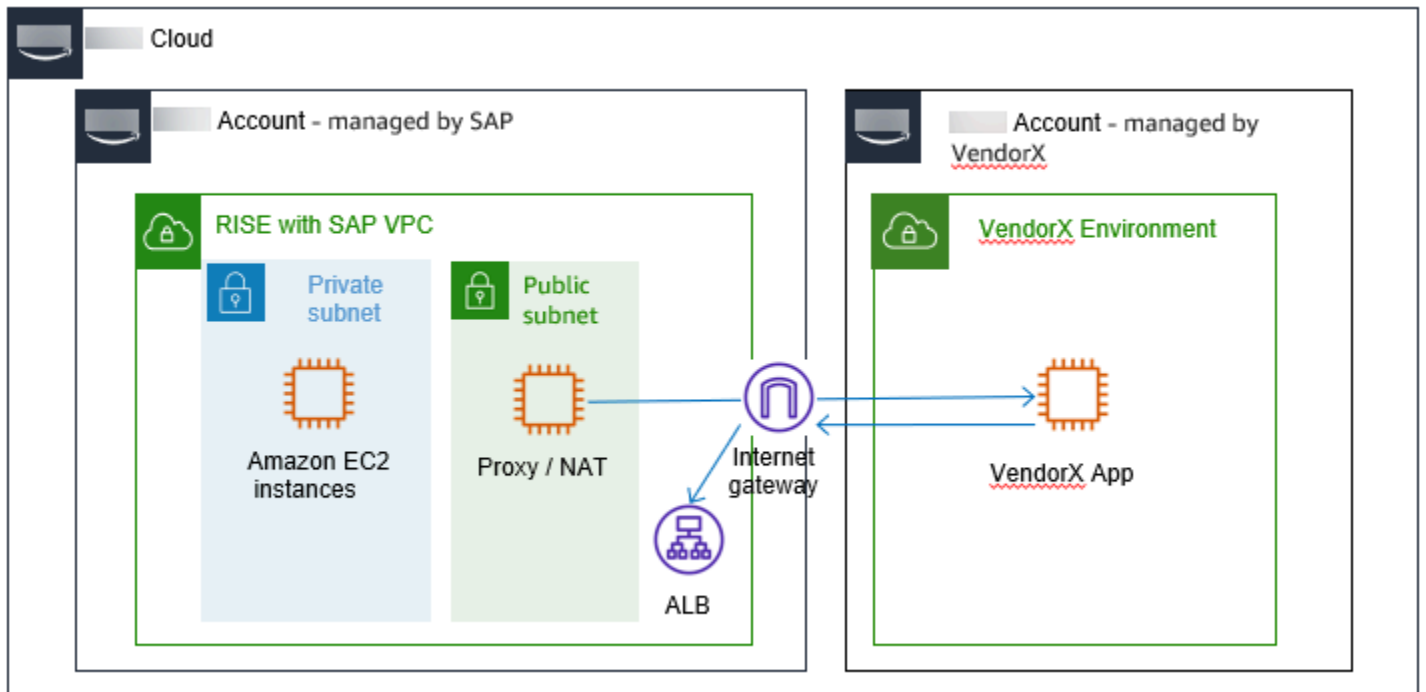 Cloud
Account - managed by SAP
Account - managed by
VendorX
RISE with SAP VPC
VendorX Environment
Private
subnet
Public
subnet
Amazon EC2
instances
Proxy / NAT
Internet
gateway
VendorX App
ALB